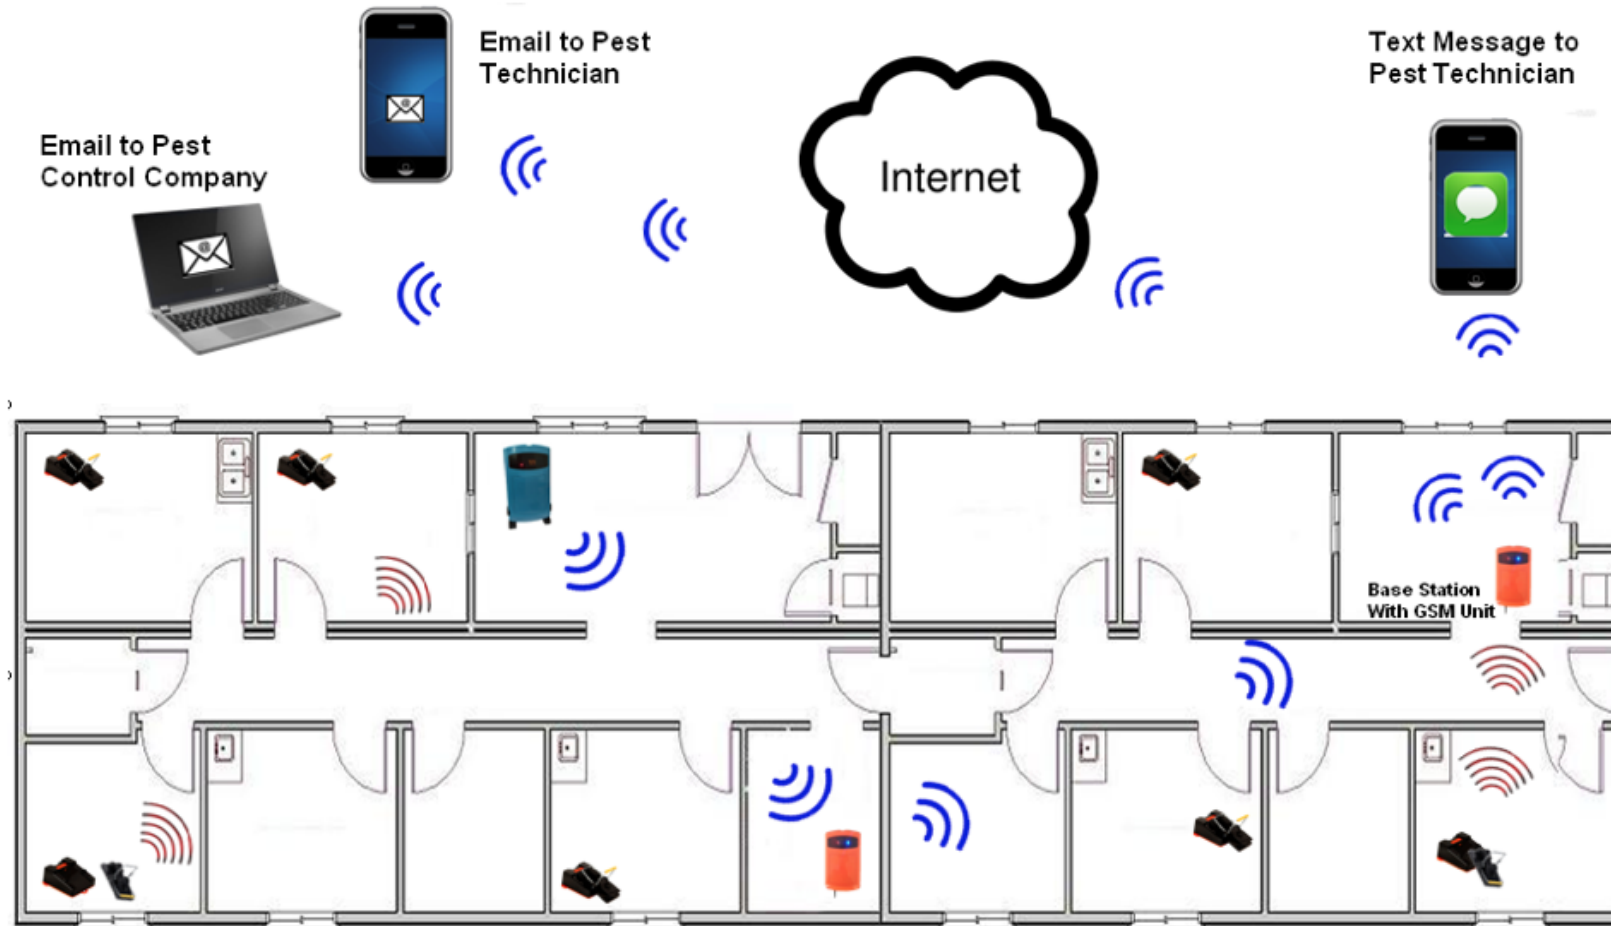 Email to Pest
Technician
Text Message to
Pest Technician
Email to Pest
Control Company
Internet
Base Station
With GSM Unit